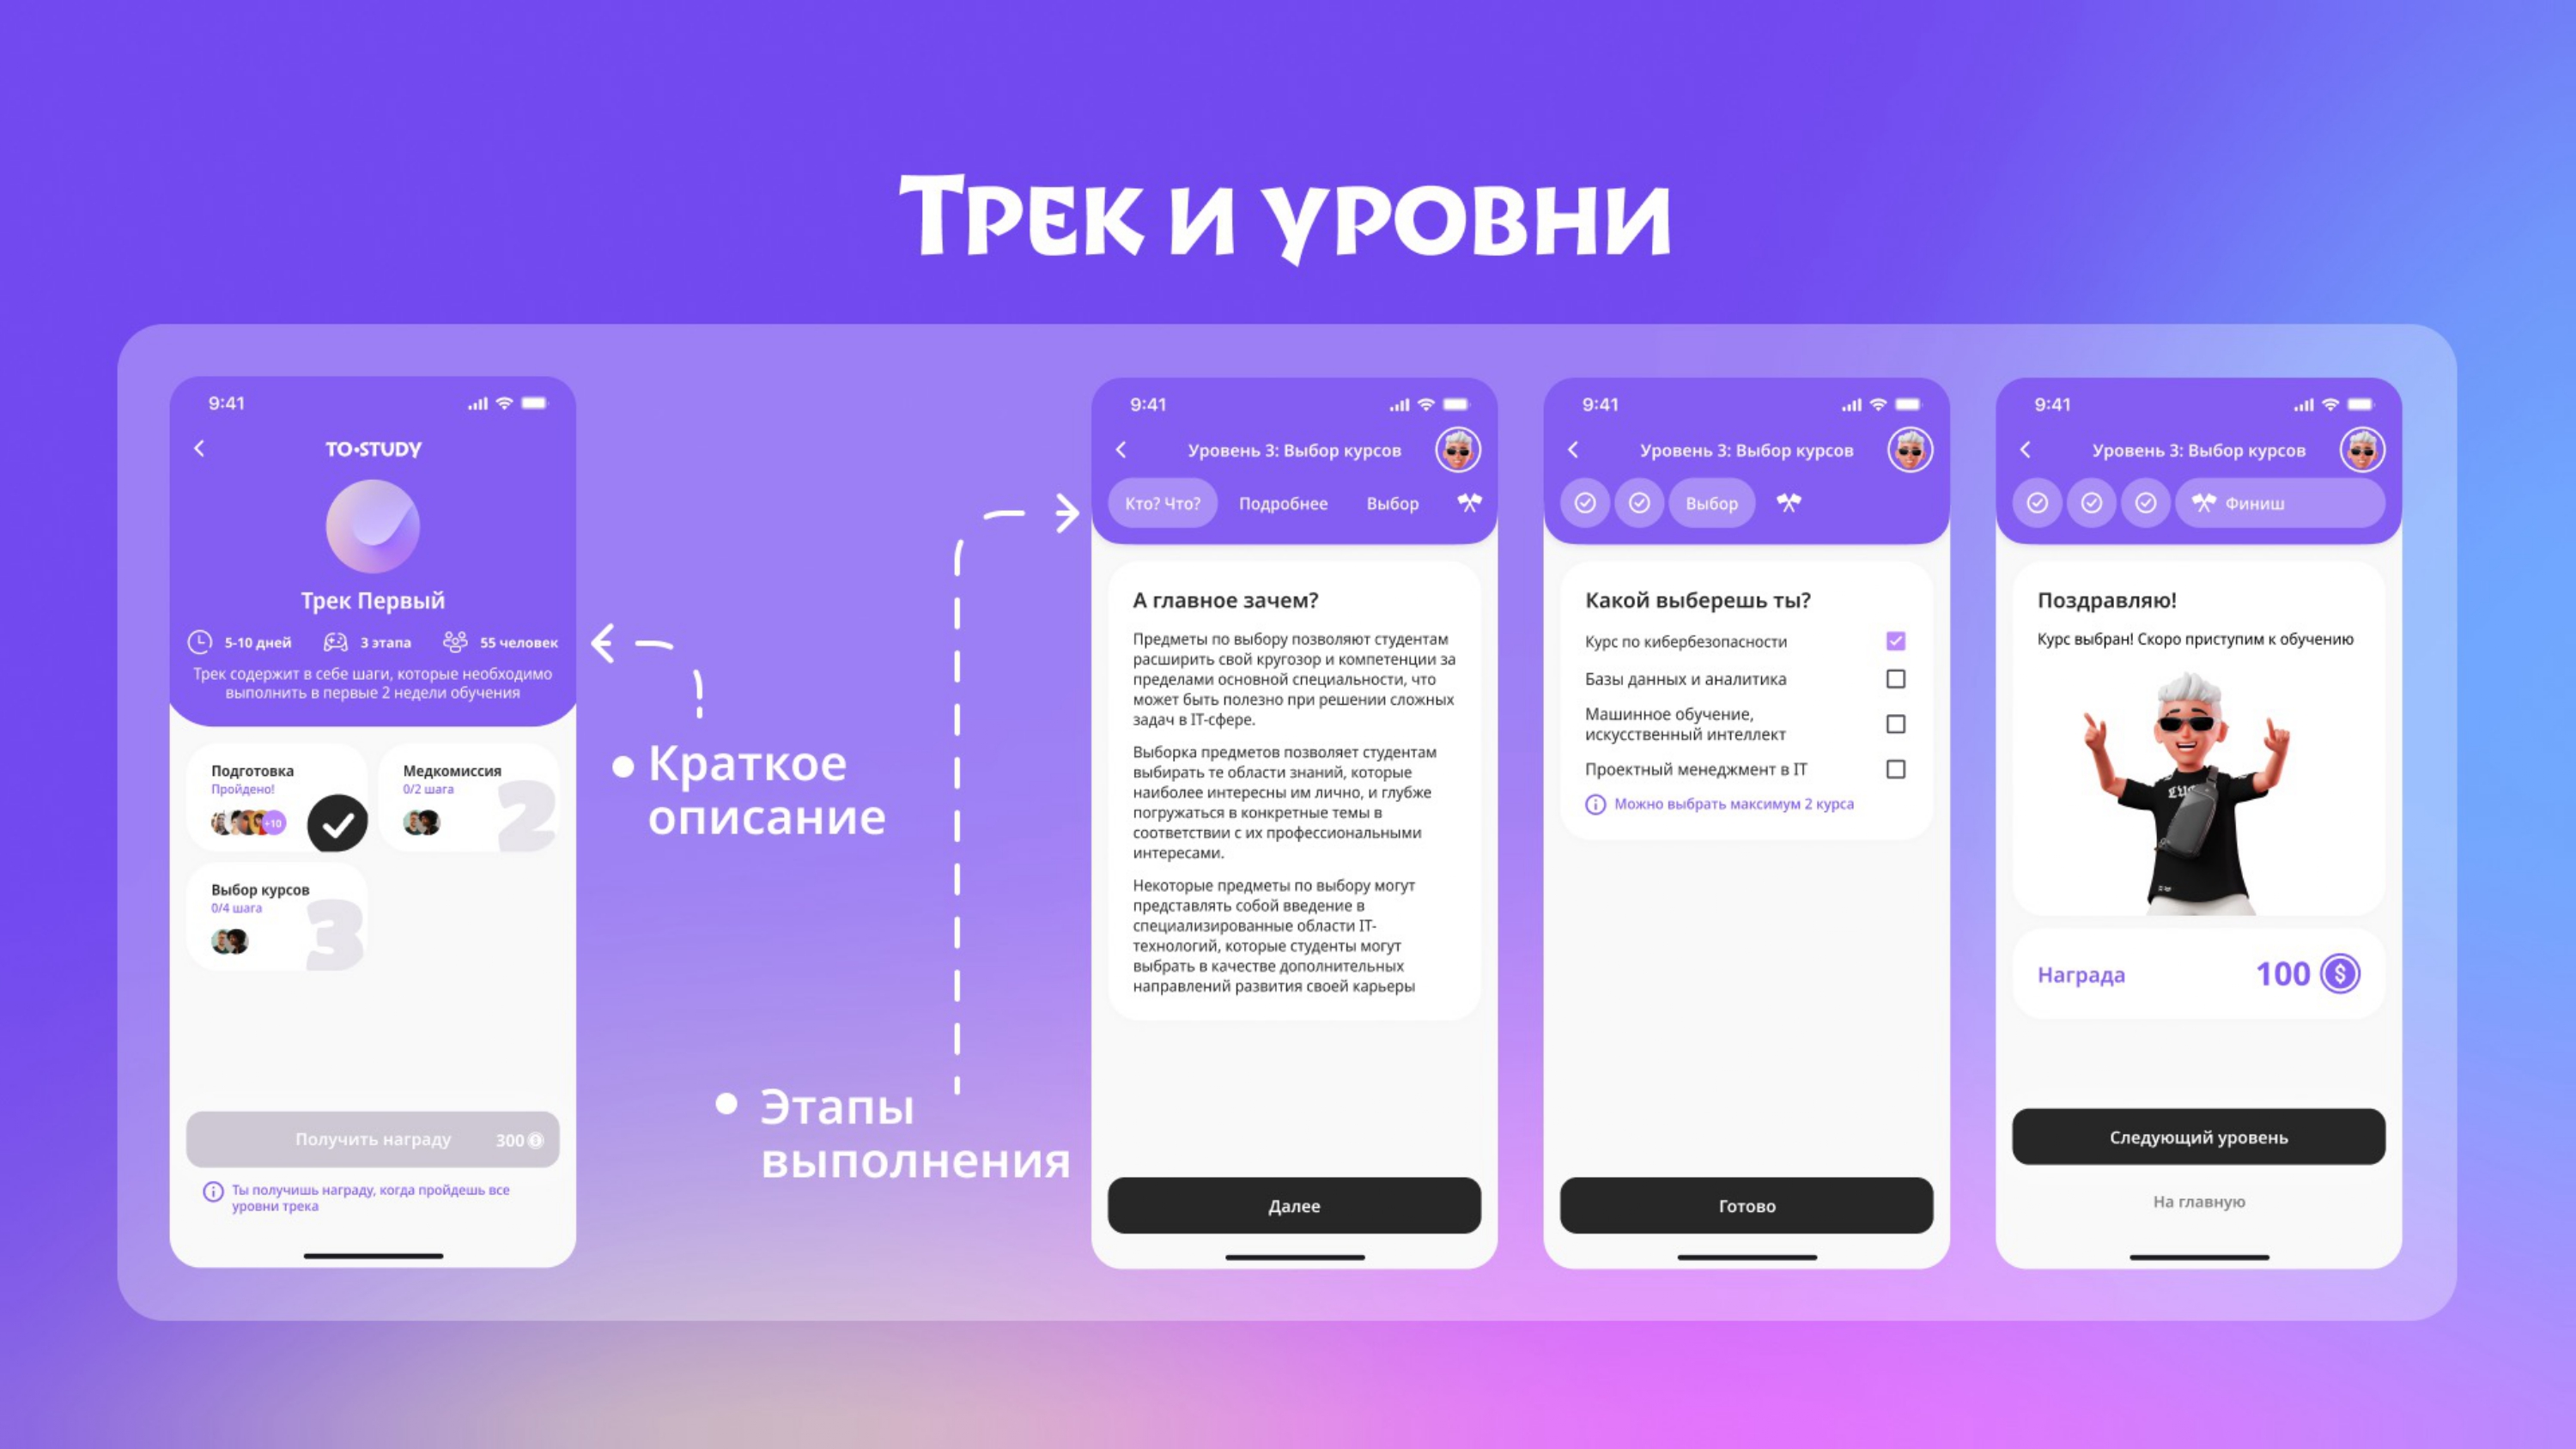 Трек и уровни
9:41
TO•STUDY
Трек Первый
5-10 дней
3 этапа
55 человек
Трек содержит в себе шаги, которые необходимо
выполнить в первые 2 недели обучения
Подготовка
Пройдено!
+10
Медкомиссия
0/2 шага
2
Выбор курсов
0/4 шага
3
Получить награду
300
Ты получишь награду, когда пройдешь все
уровни трека
Краткое
описание
Этапы
выполнения
9:41
Уровень 3: Выбор курсов
Кто? Что?
Подробнее
Выбор
А главное зачем?
Предметы по выбору позволяют студентам
расширить свой кругозор и компетенции за
пределами основной специальности, что
может быть полезно при решении сложных
задач в IT-сфере.
Выборка предметов позволяет студентам
выбирать те области знаний, которые
наиболее интересны им лично, и глубже
погружаться в конкретные темы в
соответствии с их профессиональными
интересами.
Некоторые предметы по выбору могут
представлять собой введение в
специализированные области IT-
технологий, которые студенты могут
выбрать в качестве дополнительных
направлений развития своей карьеры
Далее
9:41
Уровень 3: Выбор курсов
Выбор
Какой выберешь ты?
Курс по кибербезопасности
Базы данных и аналитика
Машинное обучение,
искусственный интеллект
Проектный менеджмент в IT
Можно выбрать максимум 2 курса
Готово
9:41
Уровень 3: Выбор курсов
Финиш
Поздравляю!
Курс выбран! Скоро приступим к обучению
Награда
100
Следующий уровень
На главную